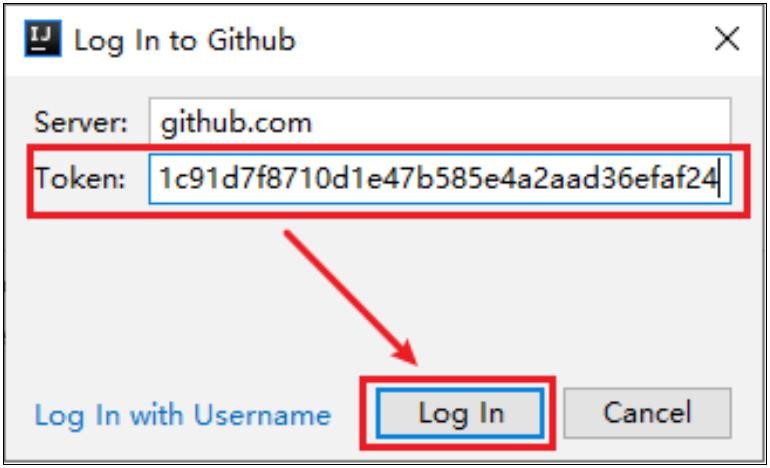 IJ
Log In to Github
Server: github.com
Token: 1c91d7f8710d1e47b585e4a2aad36efaf24
Log In with Username
Log In
Cancel